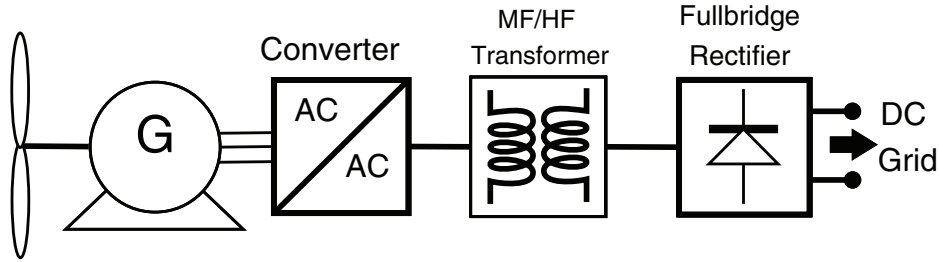 G
Converter
AC
AC
MF/HF
Transformer
Fullbridge
Rectifier
DC
Grid